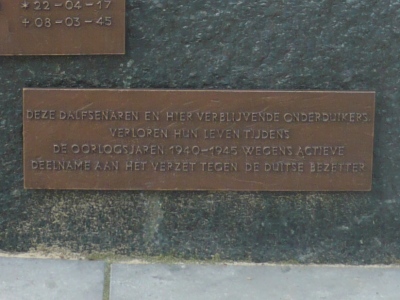 * 22-04-17
† 08-03-45
DEZE DALFSENAREN EN HIER VERBLIJVENDE ONDERDUIKERS
VERLOREN HUN LEVEN TIJDENS
DE OORLOGSJAREN 1940-1945 WEGENS ACTIEVE
DEELNAME AAN HET VERZET TEGEN DE DUITSE BEZETTER